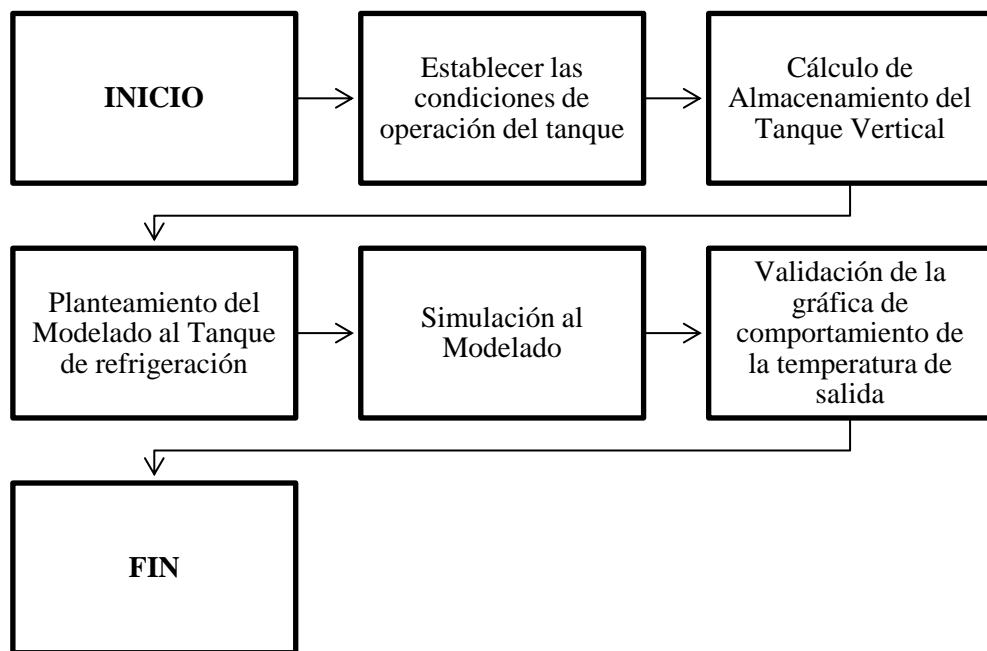 INICIO
Establecer las
condiciones de
operación del tanque
Cálculo de
Almacenamiento del
Tanque Vertical
Planteamiento del
Modelado al Tanque
de refrigeración
Simulación al
Modelado
Validación de la
gráfica de
comportamiento de
la temperatura de
salida
FIN